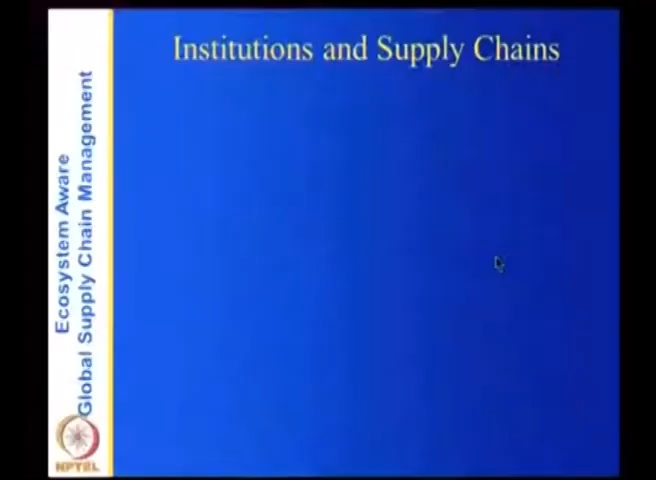 Institutions and Supply Chains
Ecosystem Aware
Global Supply Chain Management
NPTEL